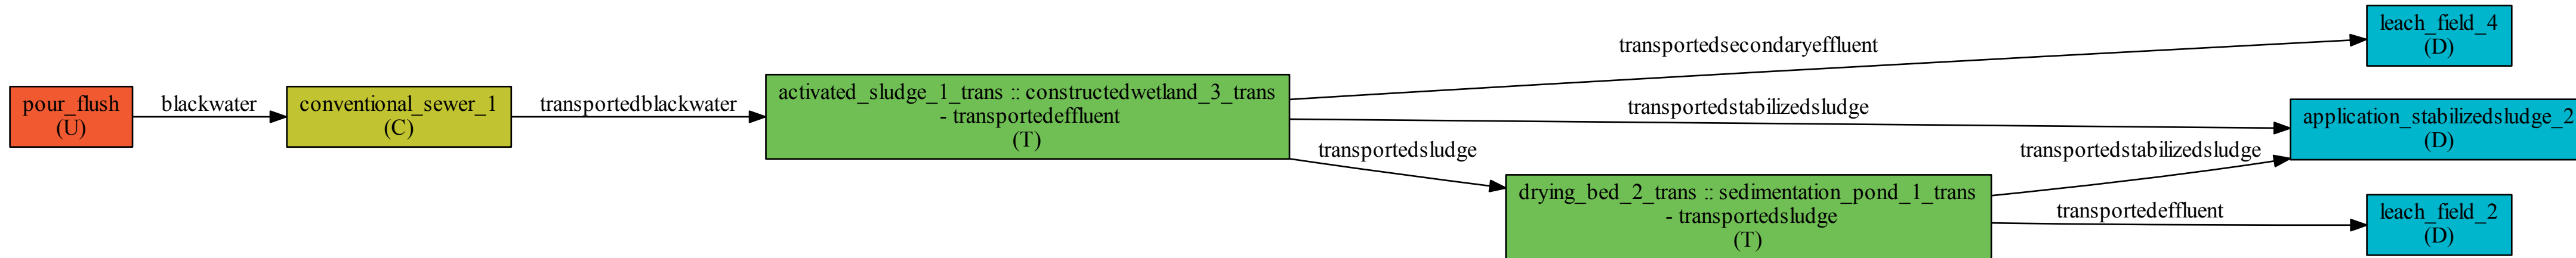 pour_flush
(U)
blackwater
conventional_sewer_1
(C)
transportedblackwater
activated_sludge_1_trans :: constructedwetland_3_trans
- transportedeffluent
(T)
transportedsecondaryeffluent
transportedstabilizedsludge
transportedsludge
drying_bed_2_trans :: sedimentation_pond_1_trans
- transportedsludge
(T)
transportedstabilizedsludge
transportedeffluent
leach_field_4
(D)
application_stabilizedsludge_2
(D)
leach_field_2
(D)